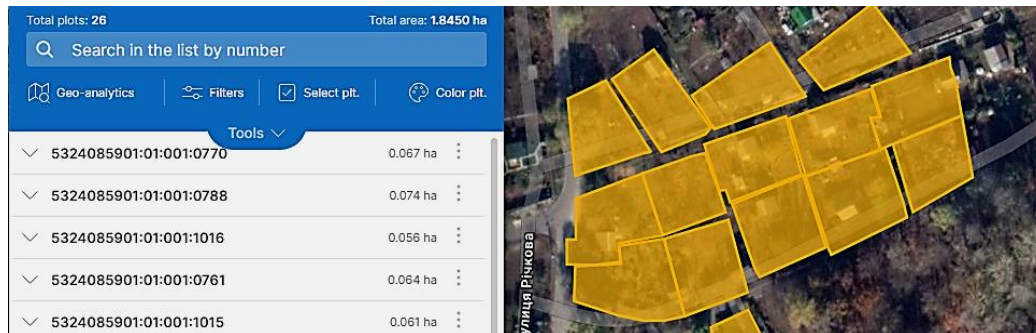 Total plots: 26
Total area: 1.8450 ha
Search in the list by number
Geo-analytics
Filters
Select plt.
Color plt.
Tools
5324085901:01:001:0770
0.067 ha
5324085901:01:001:0788
0.074 ha
5324085901:01:001:1016
0.056 ha
5324085901:01:001:0761
0.064 ha
5324085901:01:001:1015
0.061 ha
улиця Річкова